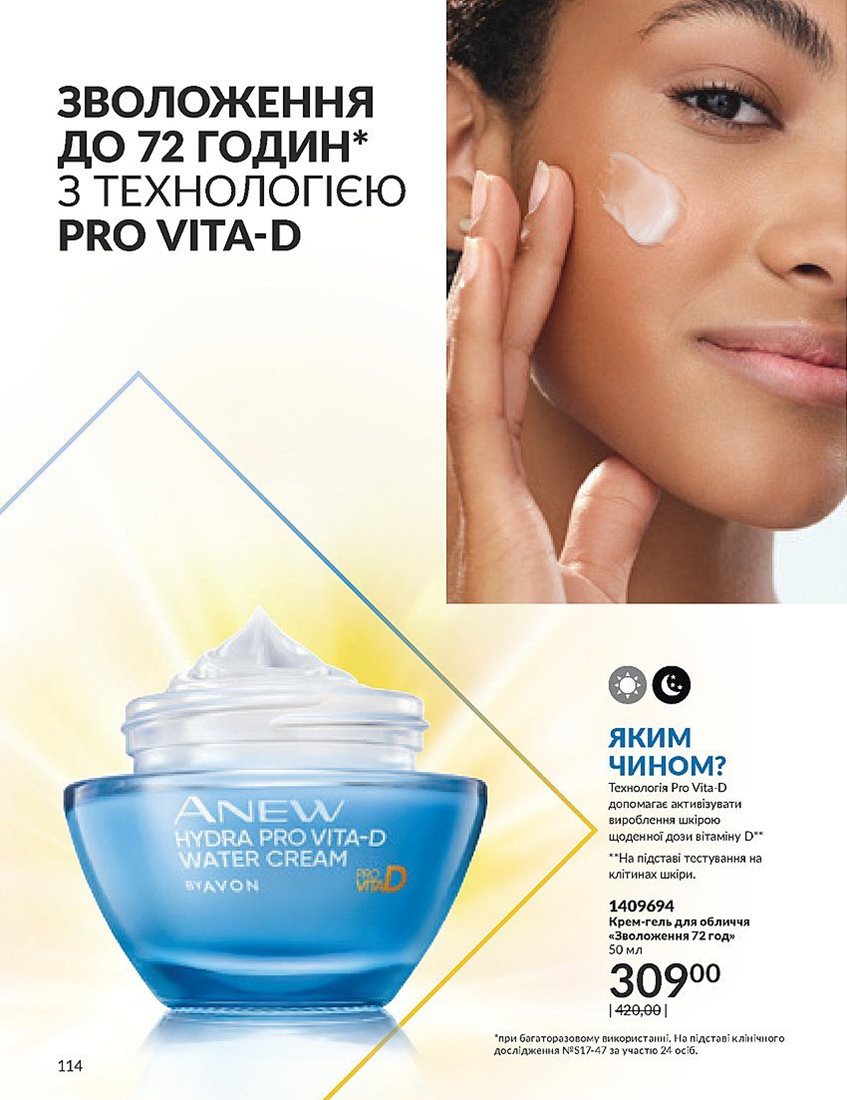 ЗВОЛОЖЕННЯ
ДО 72 ГОДИН*
З ТЕХНОЛОГІЄЮ
PRO VITA-D
ANEW
HYDRA PRO VITA-D
WATER CREAM
BY AVON
PRO
VITA D
ЯКИМ
ЧИНОМ?
Технологія Pro Vita-D
допомагає активізувати
вироблення шкірою
щоденної дози вітаміну D**
**На підставі тестування на
клітинах шкіри.
1409694
Крем-гель для обличчя
«Зволоження 72 год»
50 мл
309⁰⁰
| 420,00 |
*при багаторазовому використанні. На підставі клінічного
дослідження №S17-47 за участю 24 осіб.
114